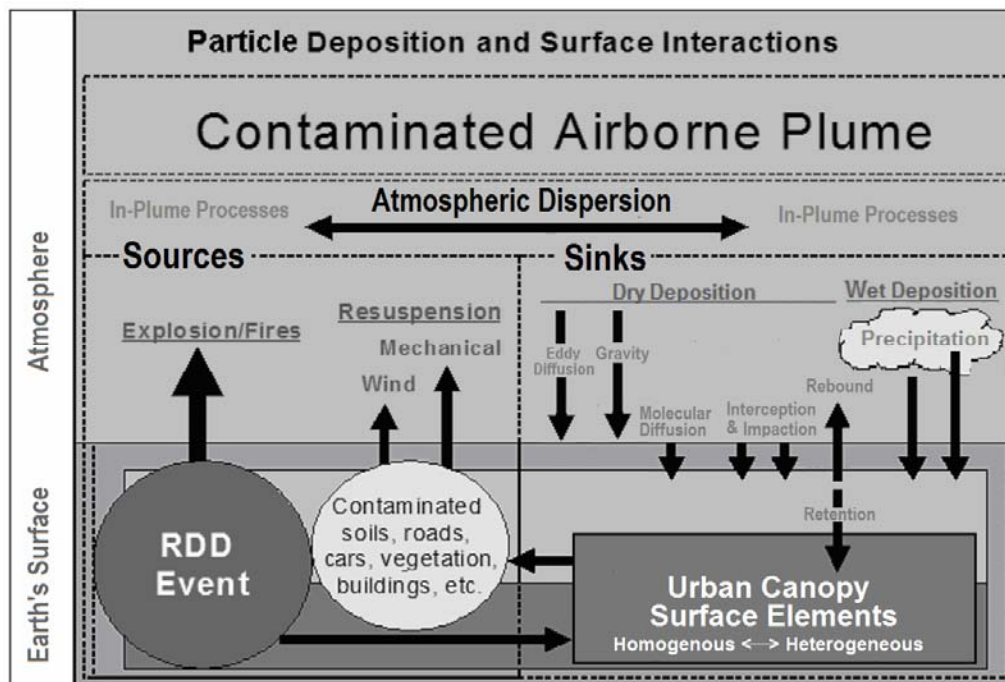 Particle Deposition and Surface Interactions
Contaminated Airborne Plume
In-Plume Processes
Atmospheric Dispersion
In-Plume Processes
Sources
Sinks
Explosion/Fires
Resuspension
Mechanical
Wind
Dry Deposition
Wet Deposition
Eddy
Diffusion
Gravity
Precipitation
Molecular
Diffusion
Interception
& Impaction
Rebound
Retention
Atmosphere
Earth's Surface
RDD
Event
Contaminated
soils, roads,
cars, vegetation,
buildings, etc.
Urban Canopy
Surface Elements
Homogenous <—> Heterogeneous